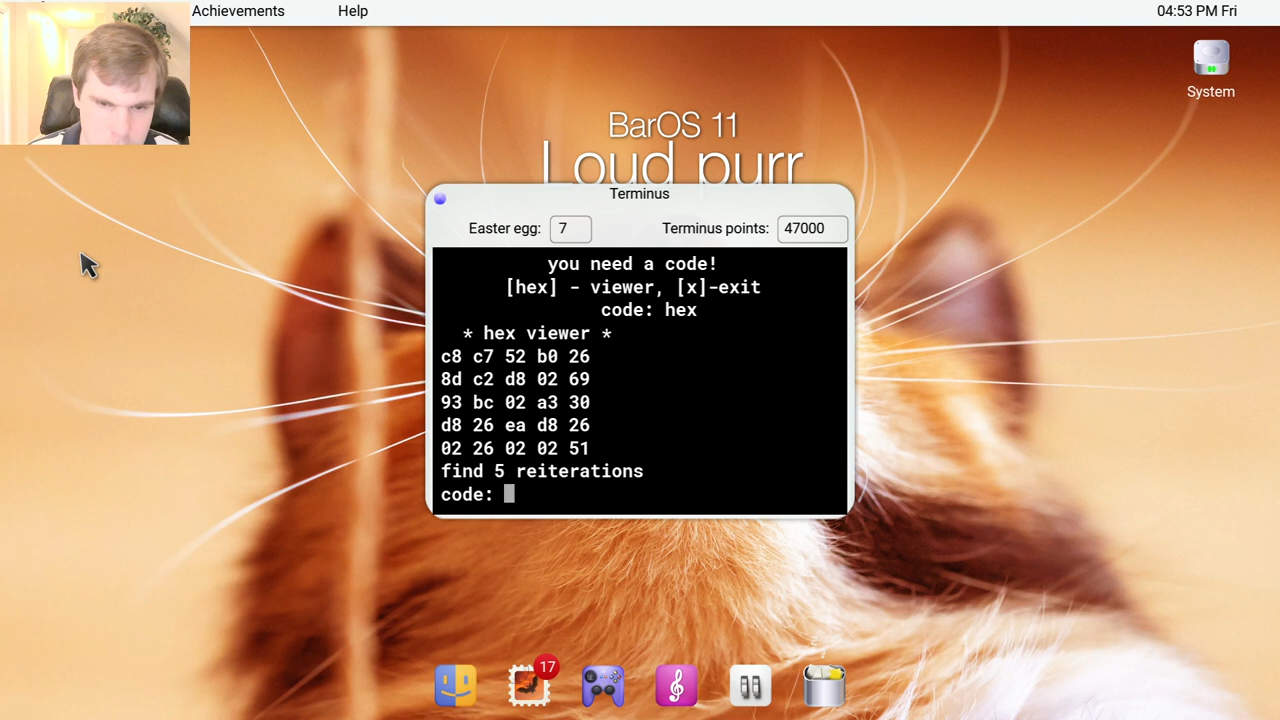 Achievements Help 04:53 PM Fri
System
BarOS 11
Loud purr
Terminus
Easter egg: 7 Terminus points: 47000
you need a code!
[hex] - viewer, [x]-exit
code: hex
* hex viewer *
c8 c7 52 b0 26
8d c2 d8 02 69
93 bc 02 a3 30
d8 26 ea d8 26
02 26 02 02 51
find 5 reiterations
code:
17